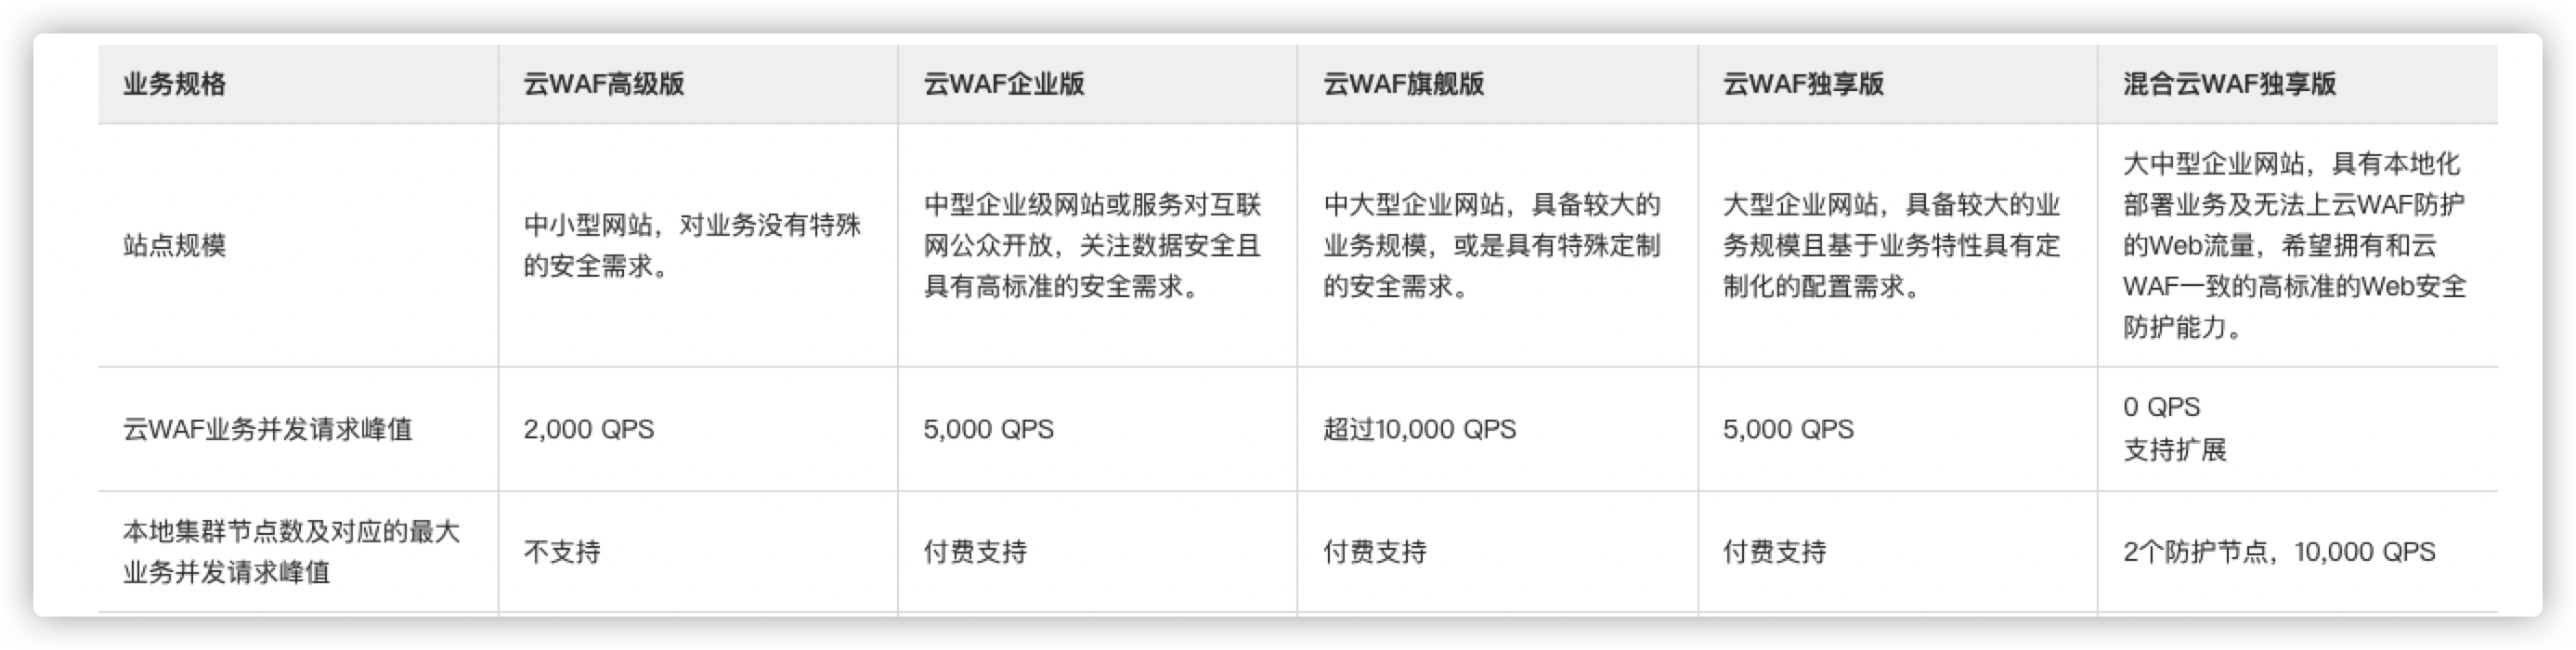 业务规格
云WAF高级版
云WAF企业版
云WAF旗舰版
云WAF独享版
混合云WAF独享版
站点规模
中小型网站，对业务没有特殊
的安全需求。
中型企业级网站或服务对互联
网公众开放，关注数据安全且
具有高标准的安全需求。
中大型企业网站，具备较大的
业务规模，或是具有特殊定制
的安全需求。
大型企业网站，具备较大的业
务规模且基于业务特性具有定
制化的配置需求。
大中型企业网站，具有本地化
部署业务及无法上云WAF防护
的Web流量，希望拥有和云
WAF一致的高标准的Web安全
防护能力。
云WAF业务并发请求峰值
2,000 QPS
5,000 QPS
超过10,000 QPS
5,000 QPS
0 QPS
支持扩展
本地集群节点数及对应的最大
业务并发请求峰值
不支持
付费支持
付费支持
付费支持
2个防护节点，10,000 QPS